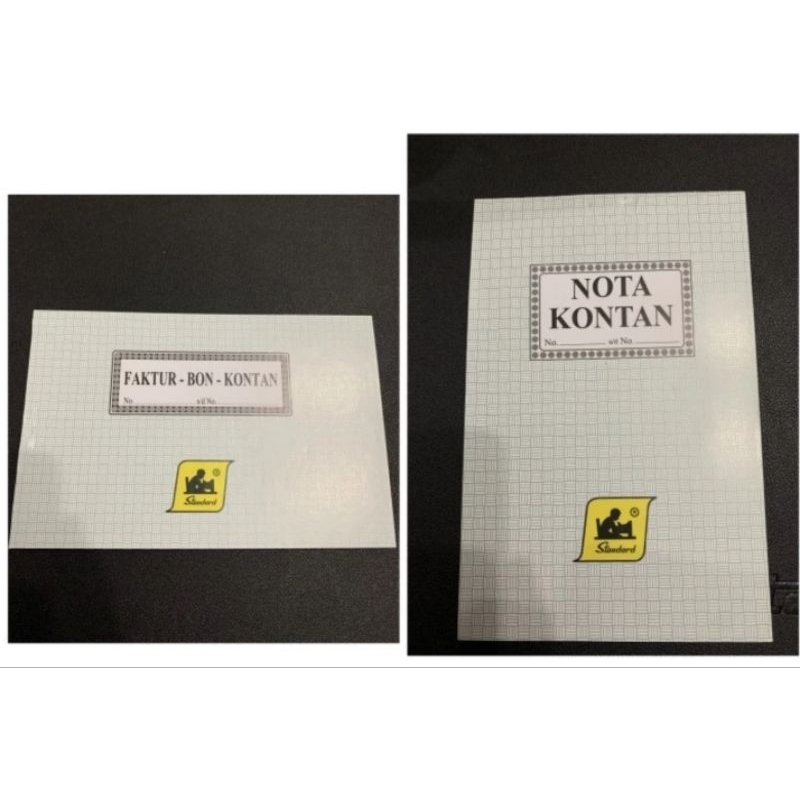 FAKTUR - BON - KONTAN
No. s/d No.
Standard
®
NOTA
KONTAN
No. s/d No.
®
Standard